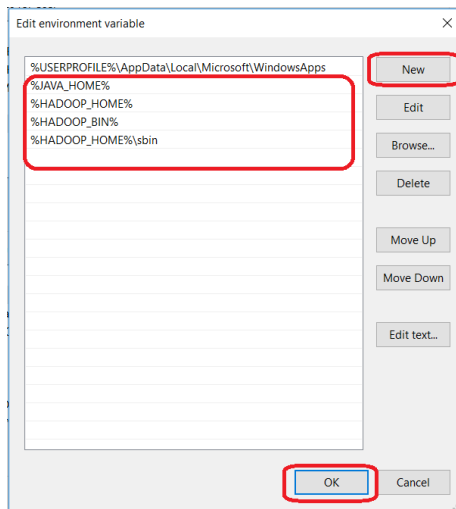 Edit environment variable
%USERPROFILE%\AppData\Local\Microsoft\WindowsApps
%JAVA_HOME%
%HADOOP_HOME%
%HADOOP_BIN%
%HADOOP_HOME%\sbin
New
Edit
Browse...
Delete
Move Up
Move Down
Edit text...
OK
Cancel